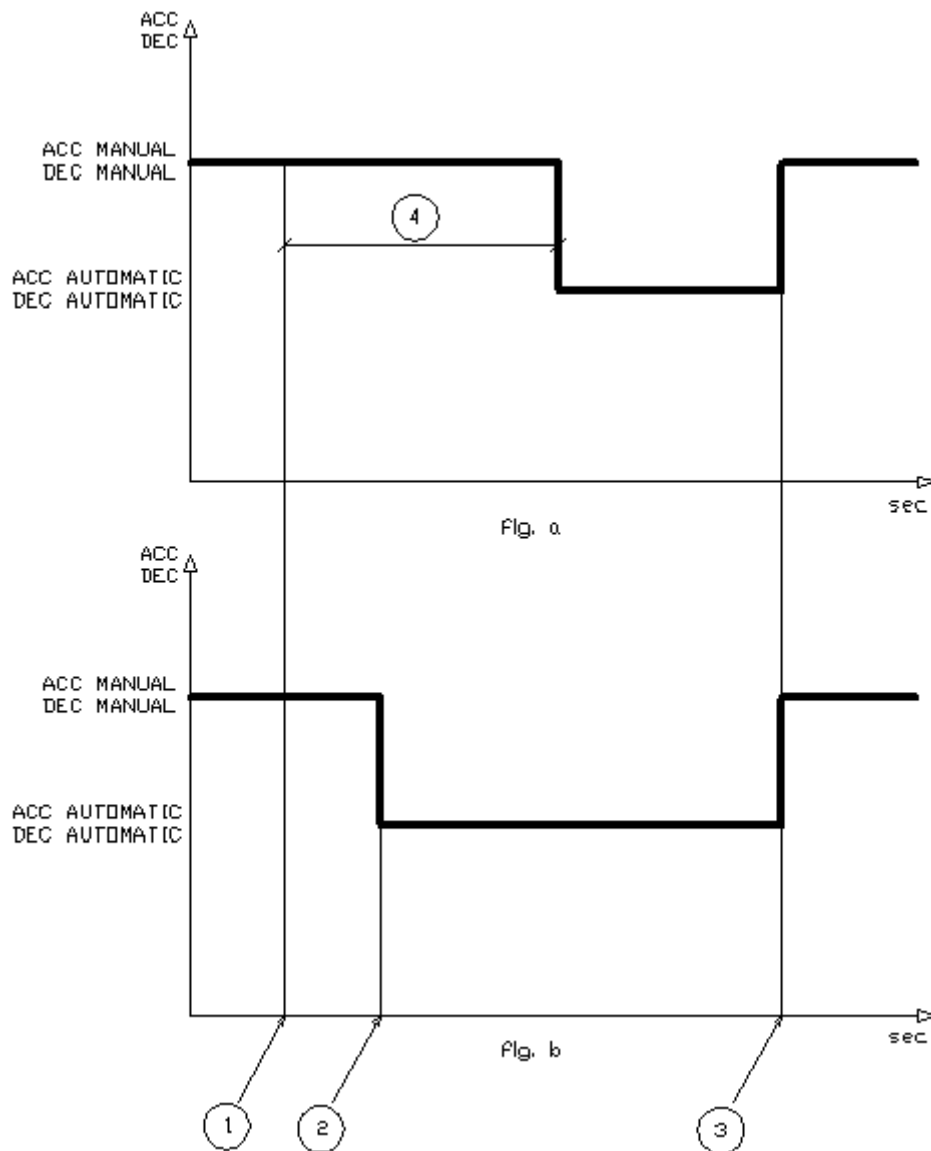 ACC
DEC
ACC MANUAL
DEC MANUAL
4
ACC AUTOMATIC
DEC AUTOMATIC
sec
fig. a
ACC
DEC
ACC MANUAL
DEC MANUAL
ACC AUTOMATIC
DEC AUTOMATIC
sec
fig. b
1
2
3